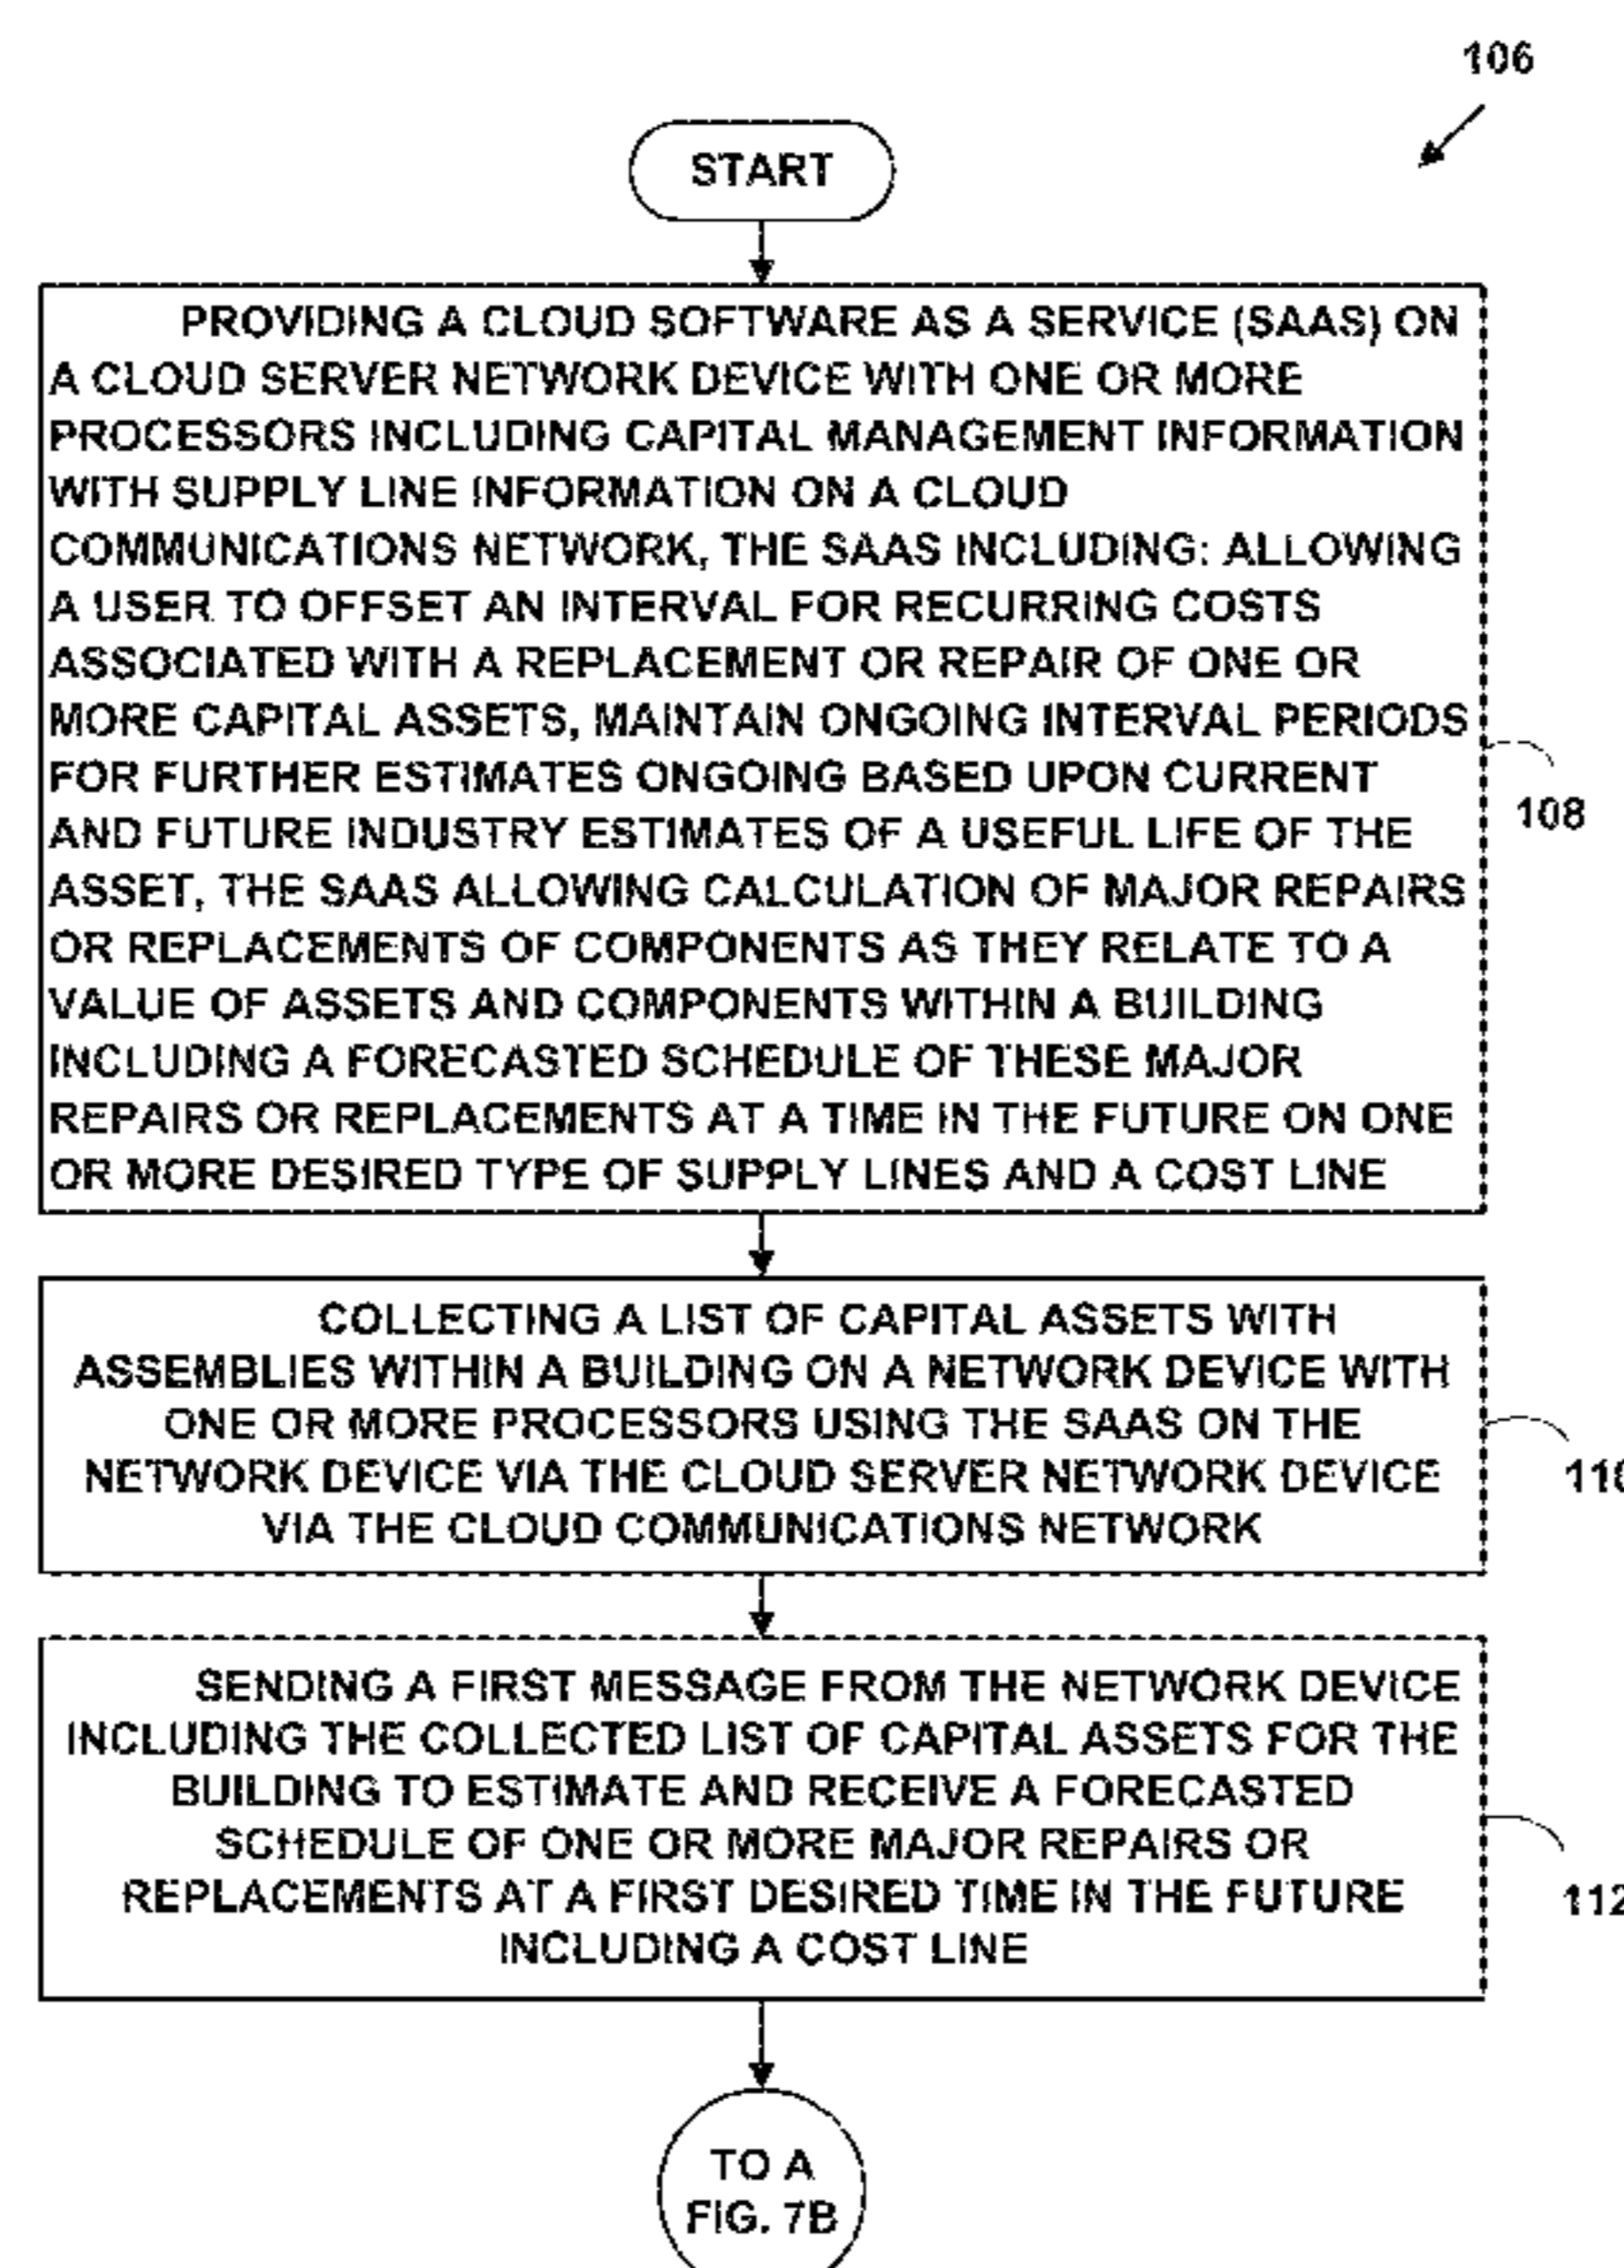 106
START
PROVIDING A CLOUD SOFTWARE AS A SERVICE (SAAS) ON
A CLOUD SERVER NETWORK DEVICE WITH ONE OR MORE
PROCESSORS INCLUDING CAPITAL MANAGEMENT INFORMATION
WITH SUPPLY LINE INFORMATION ON A CLOUD
COMMUNICATIONS NETWORK, THE SAAS INCLUDING: ALLOWING
A USER TO OFFSET AN INTERVAL FOR RECURRING COSTS
ASSOCIATED WITH A REPLACEMENT OR REPAIR OF ONE OR
MORE CAPITAL ASSETS, MAINTAIN ONGOING INTERVAL PERIODS
FOR FURTHER ESTIMATES ONGOING BASED UPON CURRENT
AND FUTURE INDUSTRY ESTIMATES OF A USEFUL LIFE OF THE
ASSET, THE SAAS ALLOWING CALCULATION OF MAJOR REPAIRS
OR REPLACEMENTS OF COMPONENTS AS THEY RELATE TO A
VALUE OF ASSETS AND COMPONENTS WITHIN A BUILDING
INCLUDING A FORECASTED SCHEDULE OF THESE MAJOR
REPAIRS OR REPLACEMENTS AT A TIME IN THE FUTURE ON ONE
OR MORE DESIRED TYPE OF SUPPLY LINES AND A COST LINE
108
COLLECTING A LIST OF CAPITAL ASSETS WITH
ASSEMBLIES WITHIN A BUILDING ON A NETWORK DEVICE WITH
ONE OR MORE PROCESSORS USING THE SAAS ON THE
NETWORK DEVICE VIA THE CLOUD SERVER NETWORK DEVICE
VIA THE CLOUD COMMUNICATIONS NETWORK
110
SENDING A FIRST MESSAGE FROM THE NETWORK DEVICE
INCLUDING THE COLLECTED LIST OF CAPITAL ASSETS FOR THE
BUILDING TO ESTIMATE AND RECEIVE A FORECASTED
SCHEDULE OF ONE OR MORE MAJOR REPAIRS OR
REPLACEMENTS AT A FIRST DESIRED TIME IN THE FUTURE
INCLUDING A COST LINE
112
TO A
FIG. 7B